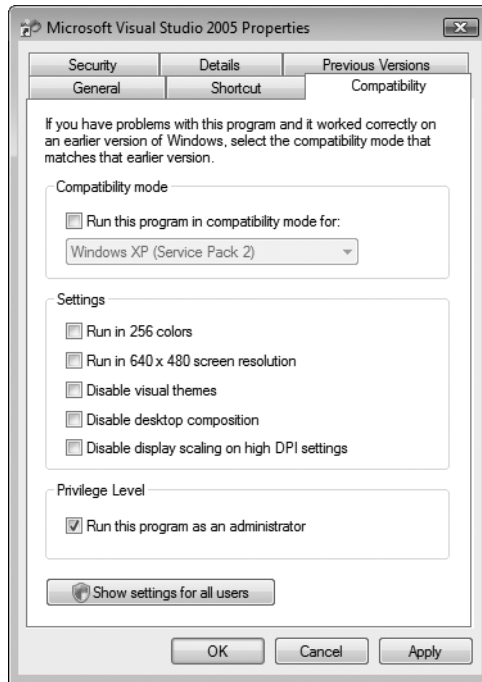 Microsoft Visual Studio 2005 Properties
Security Details Previous Versions
General Shortcut Compatibility
If you have problems with this program and it worked correctly on
an earlier version of Windows, select the compatibility mode that
matches that earlier version.
Compatibility mode
Run this program in compatibility mode for:
Windows XP (Service Pack 2)
Settings
Run in 256 colors
Run in 640 x 480 screen resolution
Disable visual themes
Disable desktop composition
Disable display scaling on high DPI settings
Privilege Level
Run this program as an administrator
Show settings for all users
OK Cancel Apply